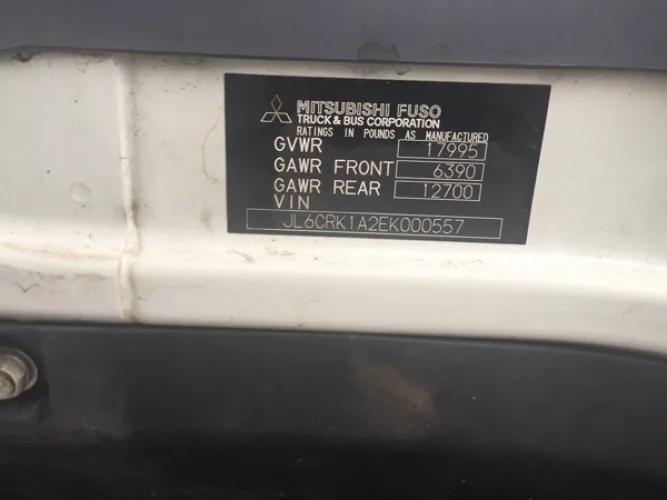 MITSUBISHI FUSO
TRUCK & BUS CORPORATION
RATINGS IN POUNDS AS MANUFACTURED
GVWR 17995
GAWR FRONT 6390
GAWR REAR 12700
VIN
JL6CRK1A2EK000557